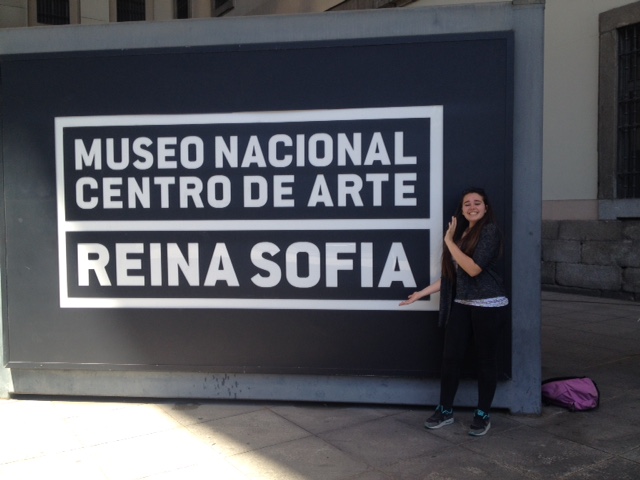 MUSEO NACIONAL
CENTRO DE ARTE
REINA SOFIA